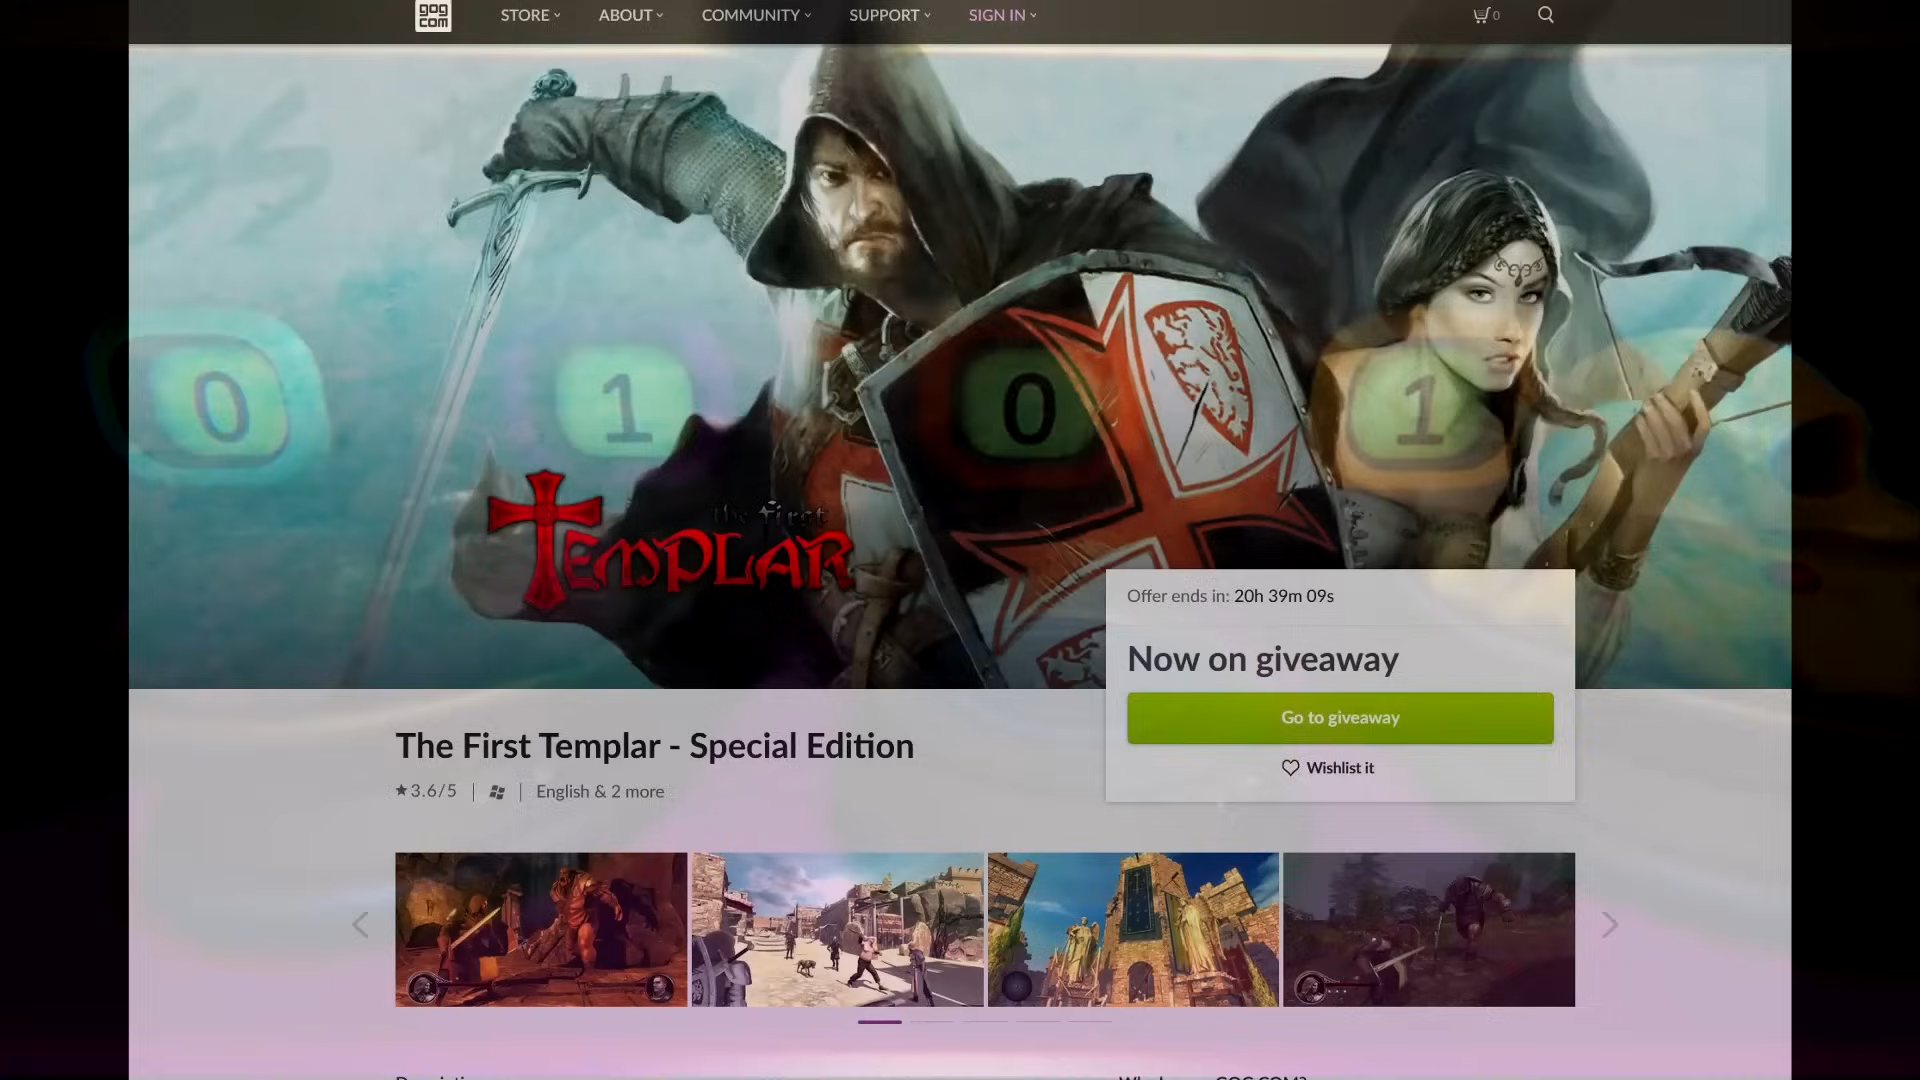 gog
com
STORE
ABOUT
COMMUNITY
SUPPORT
SIGN IN
0
0
1
0
1
the first
TEMPLAR
Offer ends in: 20h 39m 09s
Now on giveaway
Go to giveaway
Wishlist it
The First Templar - Special Edition
3.6/5
English & 2 more